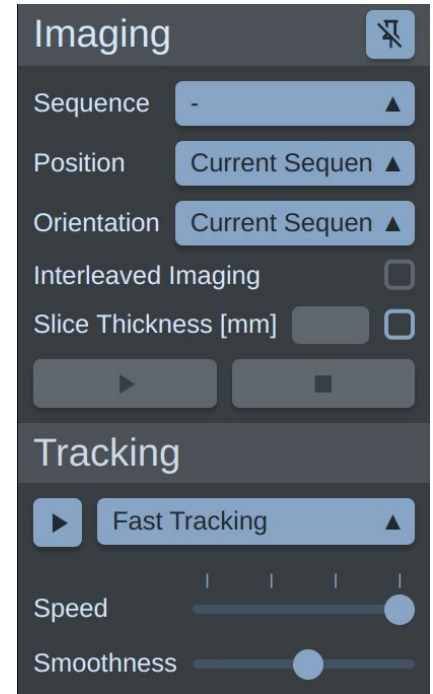 Imaging
Sequence -
Position Current Sequen
Orientation Current Sequen
Interleaved Imaging
Slice Thickness [mm]
Tracking
Fast Tracking
Speed
Smoothness